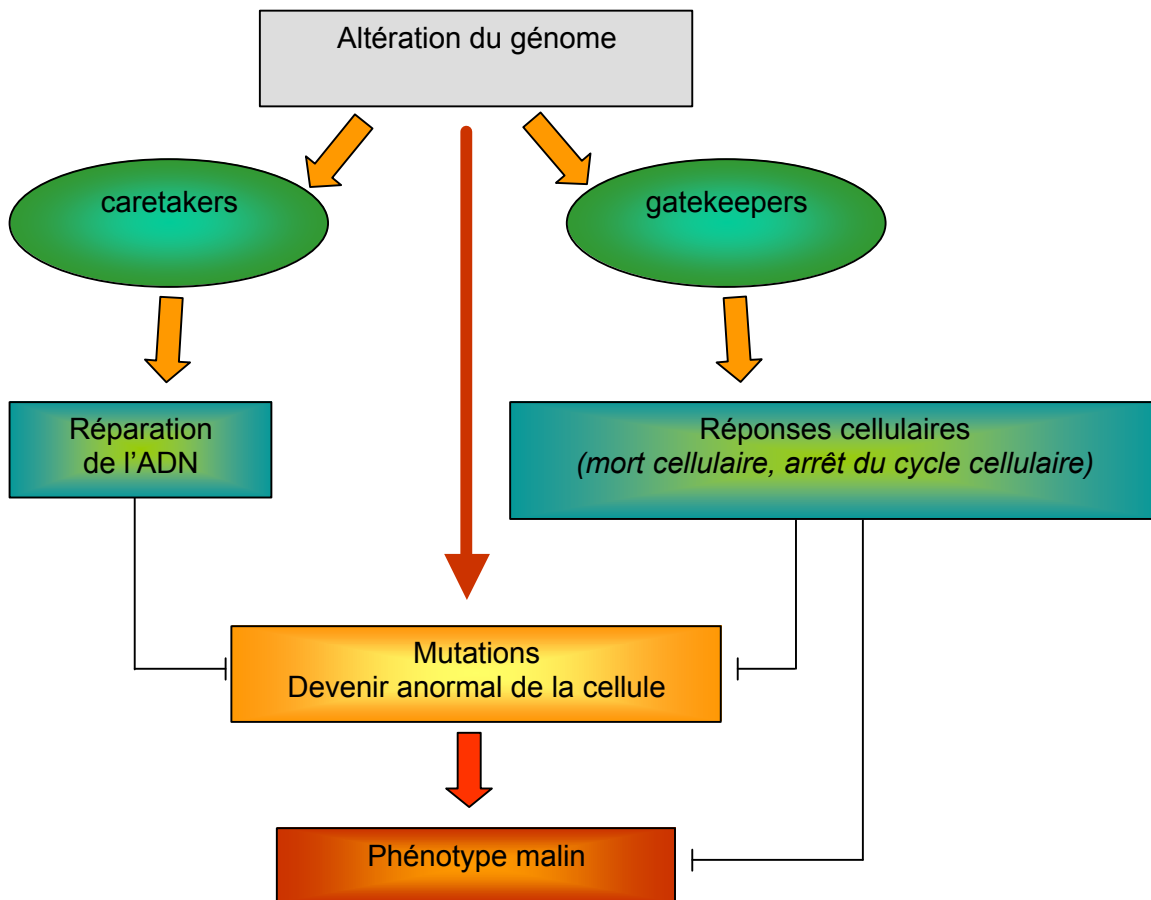 Altération du génome
caretakers
gatekeepers
Réparation
de l’ADN
Réponses cellulaires
(mort cellulaire, arrêt du cycle cellulaire)
Mutations
Devenir anormal de la cellule
Phénotype malin